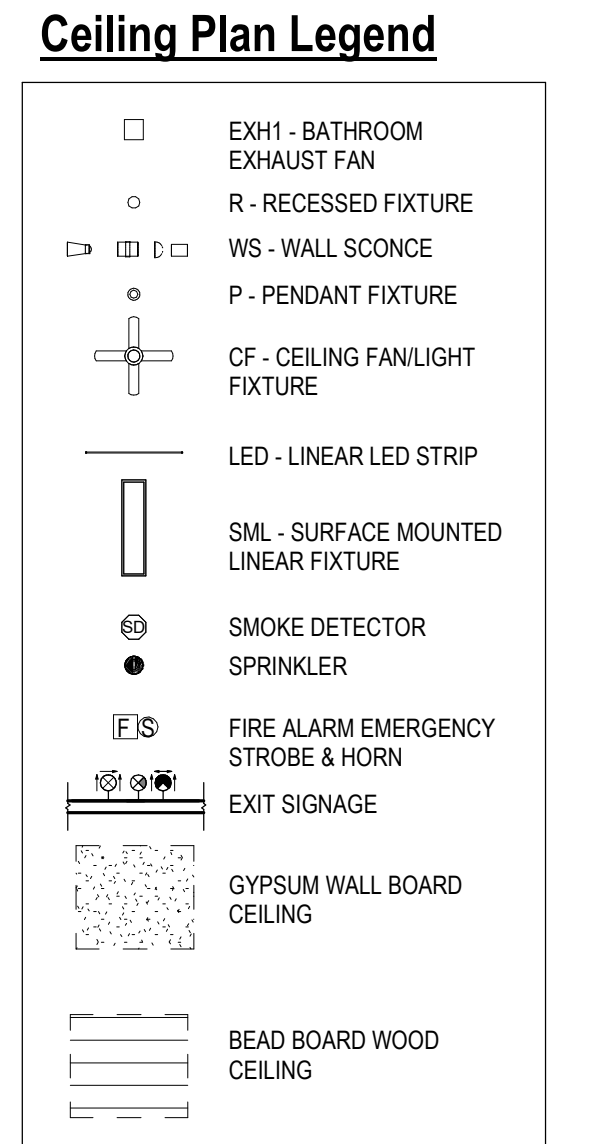 Ceiling Plan Legend
EXH1 - BATHROOM
EXHAUST FAN
R - RECESSED FIXTURE
WS - WALL SCONCE
P - PENDANT FIXTURE
CF - CEILING FAN/LIGHT
FIXTURE
LED - LINEAR LED STRIP
SML - SURFACE MOUNTED
LINEAR FIXTURE
SD SMOKE DETECTOR
SPRINKLER
F S FIRE ALARM EMERGENCY
STROBE & HORN
EXIT SIGNAGE
GYPSUM WALL BOARD
CEILING
BEAD BOARD WOOD
CEILING